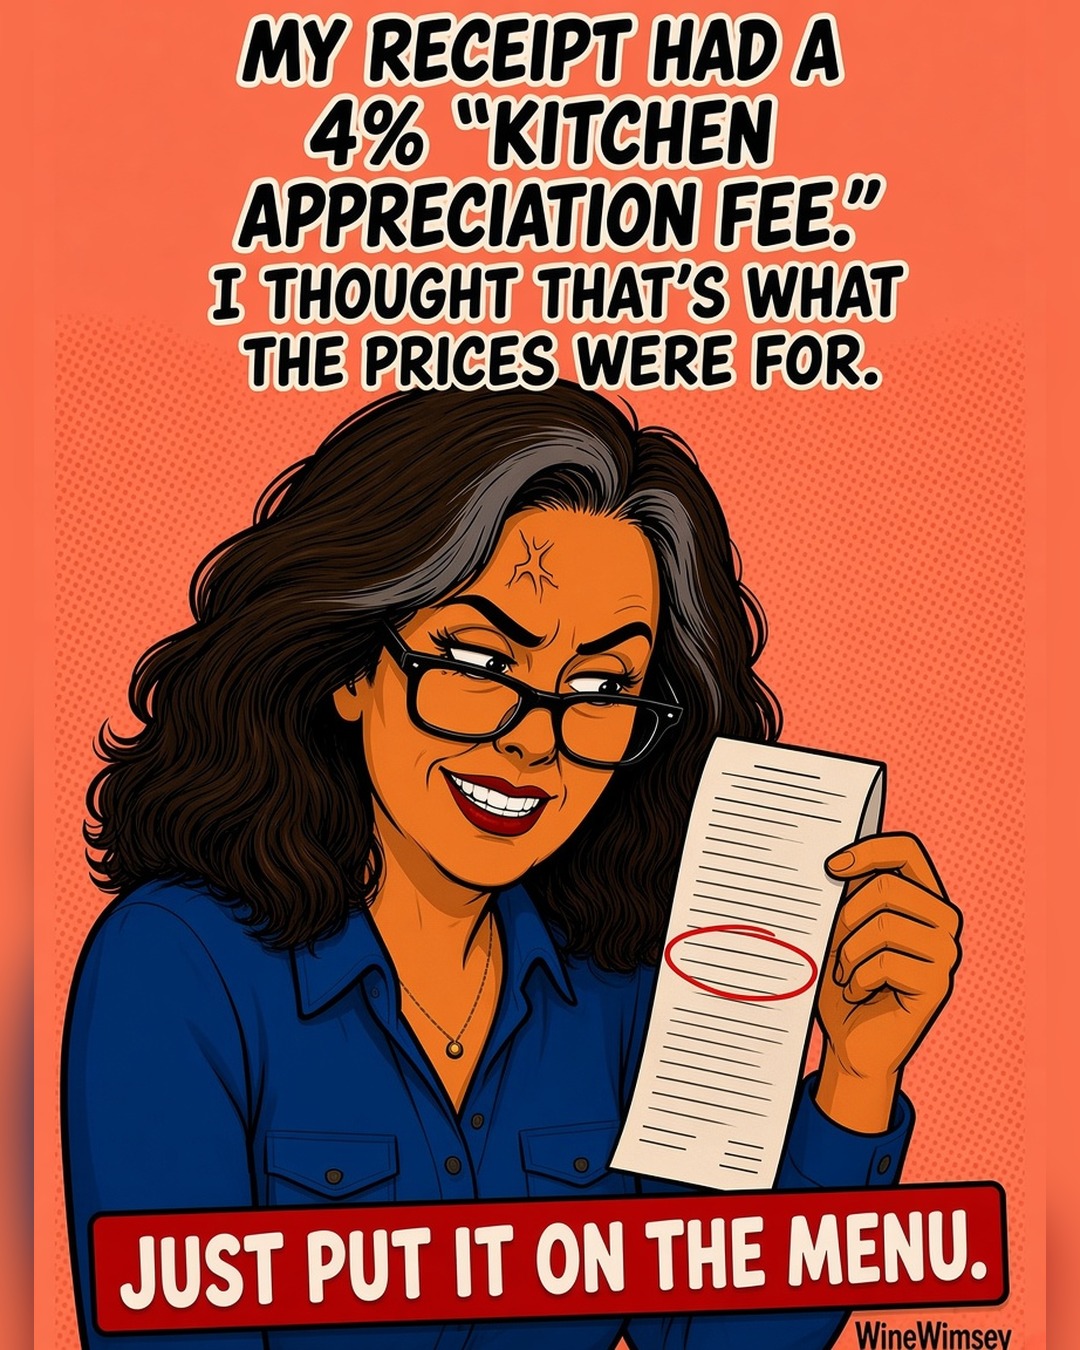 MY RECEIPT HAD A
4% “KITCHEN
APPRECIATION FEE.”
I THOUGHT THAT’S WHAT
THE PRICES WERE FOR.
JUST PUT IT ON THE MENU.
WineWimsey